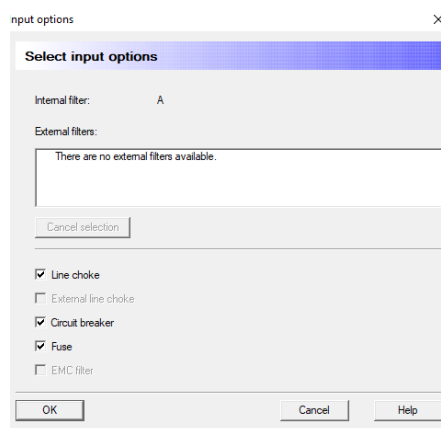 nput options
Select input options
Internal filter: A
External filters:
There are no external filters available.
Cancel selection
Line choke
External line choke
Circuit breaker
Fuse
EMC filter
OK Cancel Help